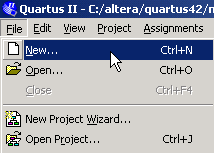 Quartus II - C:/altera/quartus42/n
File Edit View Project Assignments
New... Ctrl+N
Open... Ctrl+O
Close Ctrl+F4
New Project Wizard...
Open Project... Ctrl+J